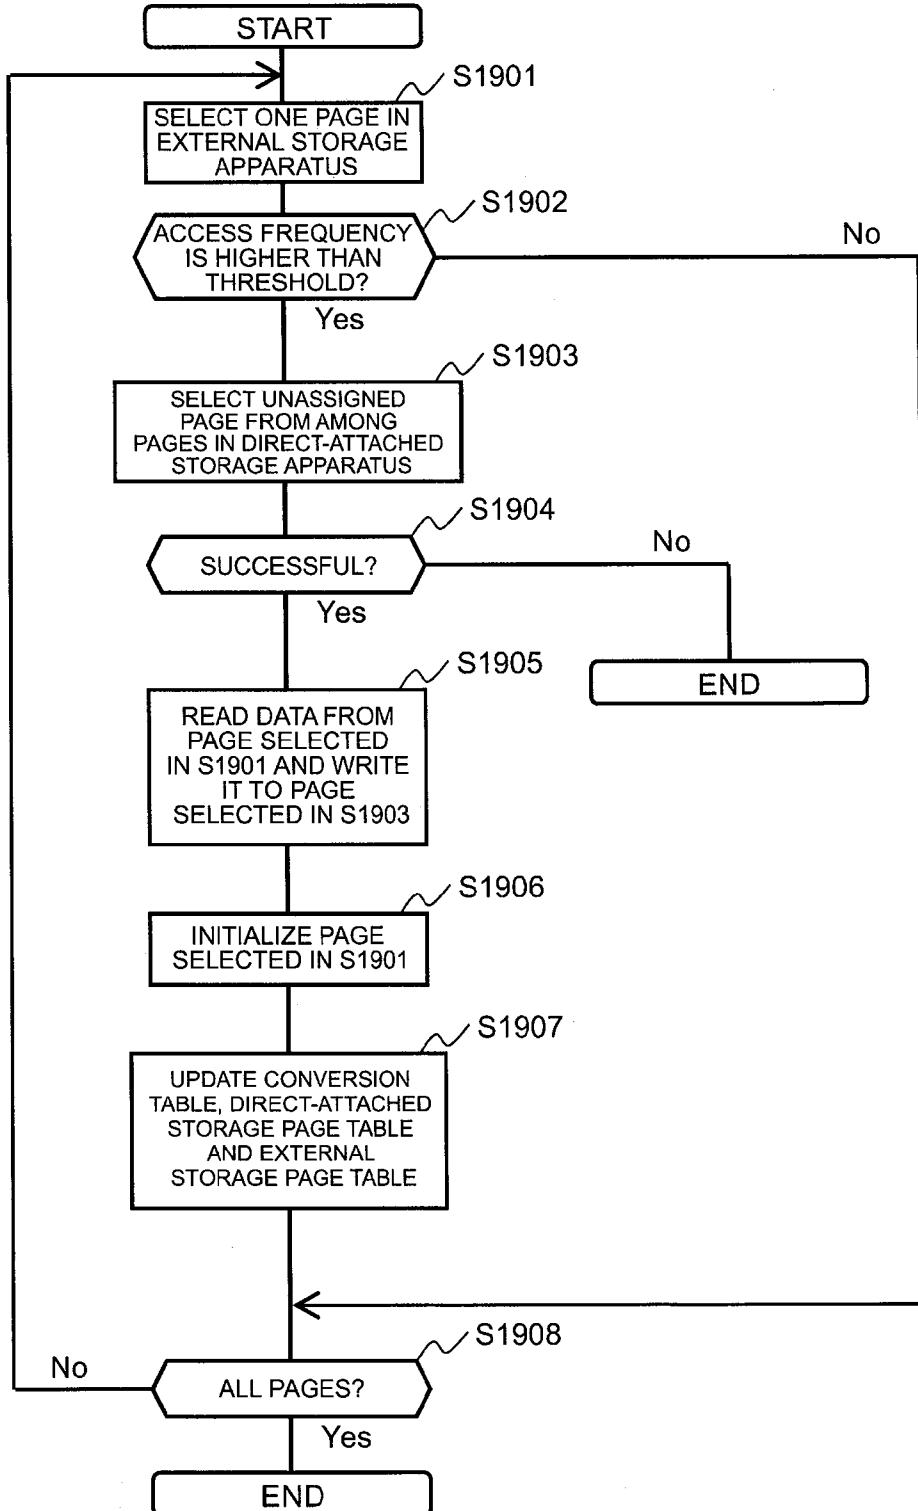 START
S1901
SELECT ONE PAGE IN
EXTERNAL STORAGE
APPARATUS
S1902
ACCESS FREQUENCY
IS HIGHER THAN
THRESHOLD?
No
Yes
S1903
SELECT UNASSIGNED
PAGE FROM AMONG
PAGES IN DIRECT-ATTACHED
STORAGE APPARATUS
S1904
SUCCESSFUL?
No
Yes
END
S1905
READ DATA FROM
PAGE SELECTED
IN S1901 AND WRITE
IT TO PAGE
SELECTED IN S1903
S1906
INITIALIZE PAGE
SELECTED IN S1901
S1907
UPDATE CONVERSION
TABLE, DIRECT-ATTACHED
STORAGE PAGE TABLE
AND EXTERNAL
STORAGE PAGE TABLE
S1908
No
ALL PAGES?
Yes
END